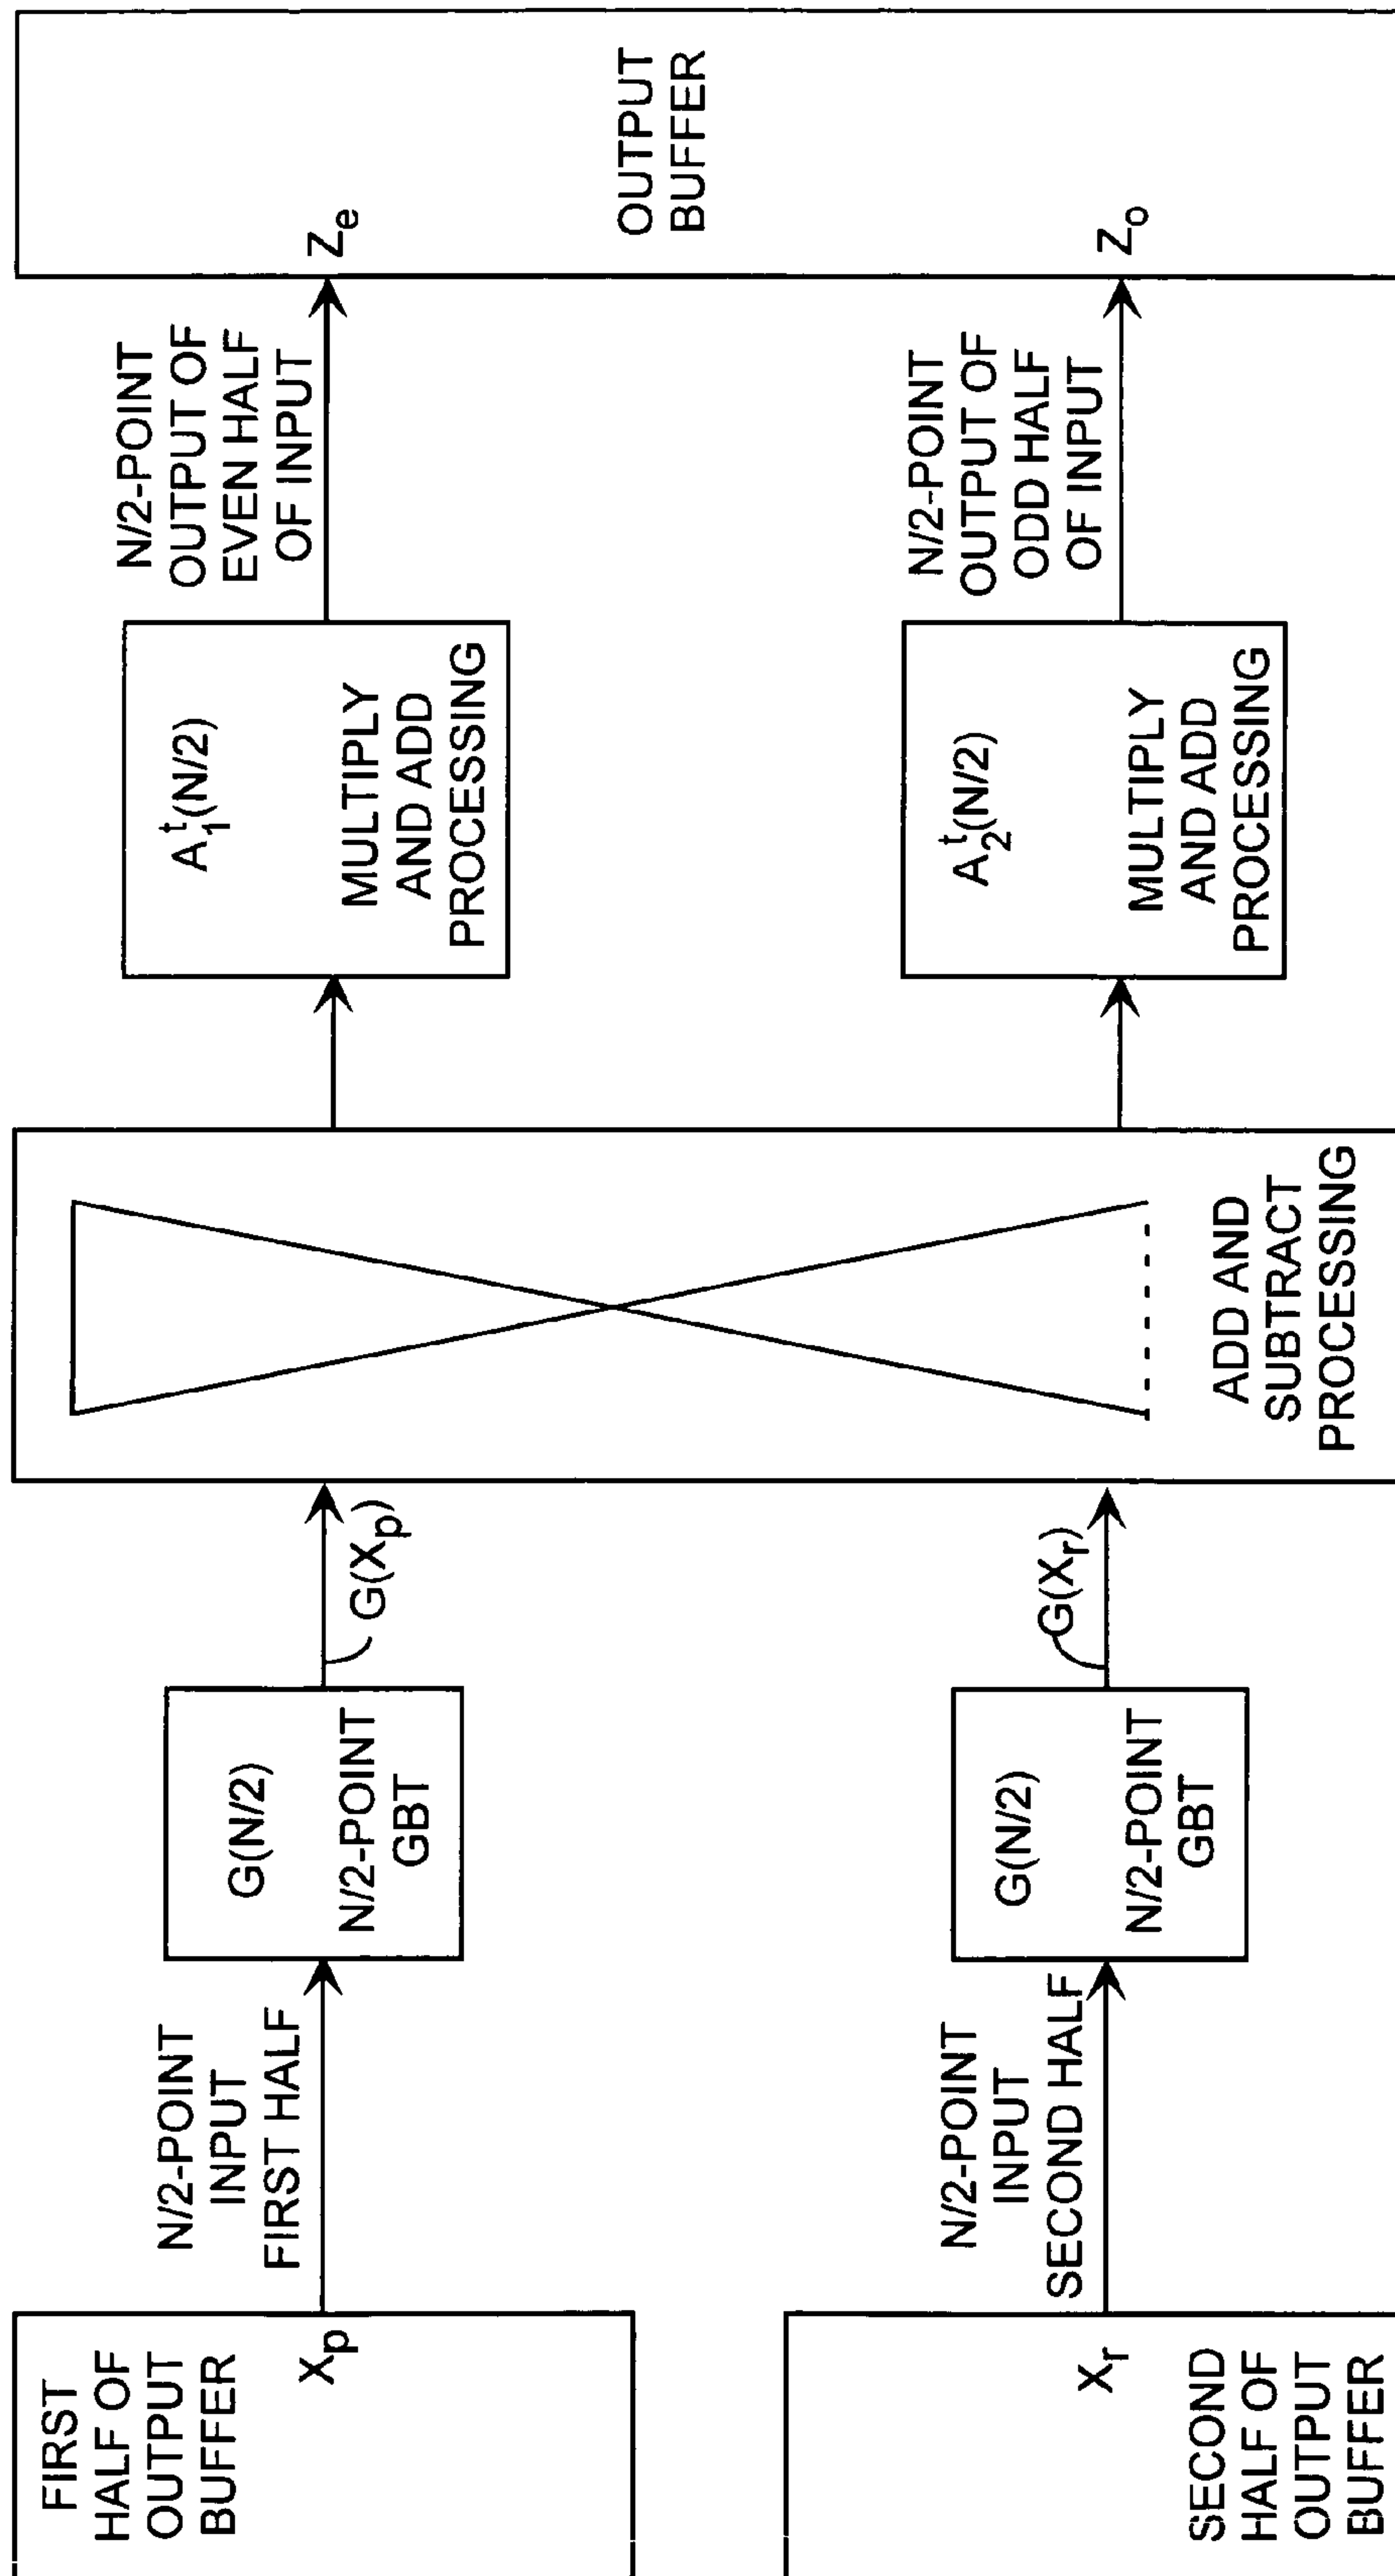 FIRST
HALF OF
OUTPUT
BUFFER
Xp
N/2-POINT
INPUT
FIRST HALF
G(N/2)
N/2-POINT
GBT
G(Xp)
SECOND
HALF OF
OUTPUT
BUFFER
Xr
N/2-POINT
INPUT
SECOND HALF
G(N/2)
N/2-POINT
GBT
G(Xr)
ADD AND
SUBTRACT
PROCESSING
A₁ᵗ(N/2)
MULTIPLY
AND ADD
PROCESSING
N/2-POINT
OUTPUT OF
EVEN HALF
OF INPUT
Ze
A₂ᵗ(N/2)
MULTIPLY
AND ADD
PROCESSING
N/2-POINT
OUTPUT OF
ODD HALF
OF INPUT
Zo
OUTPUT
BUFFER